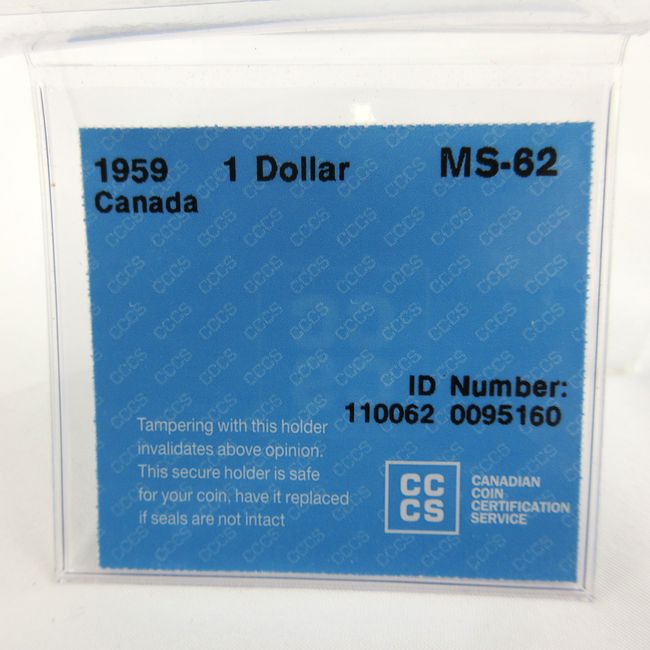 1959 1 Dollar MS-62
Canada
ID Number:
110062 0095160
Tampering with this holder
invalidates above opinion.
This secure holder is safe
for your coin, have it replaced
if seals are not intact
CC
CS
CANADIAN
COIN
CERTIFICATION
SERVICE